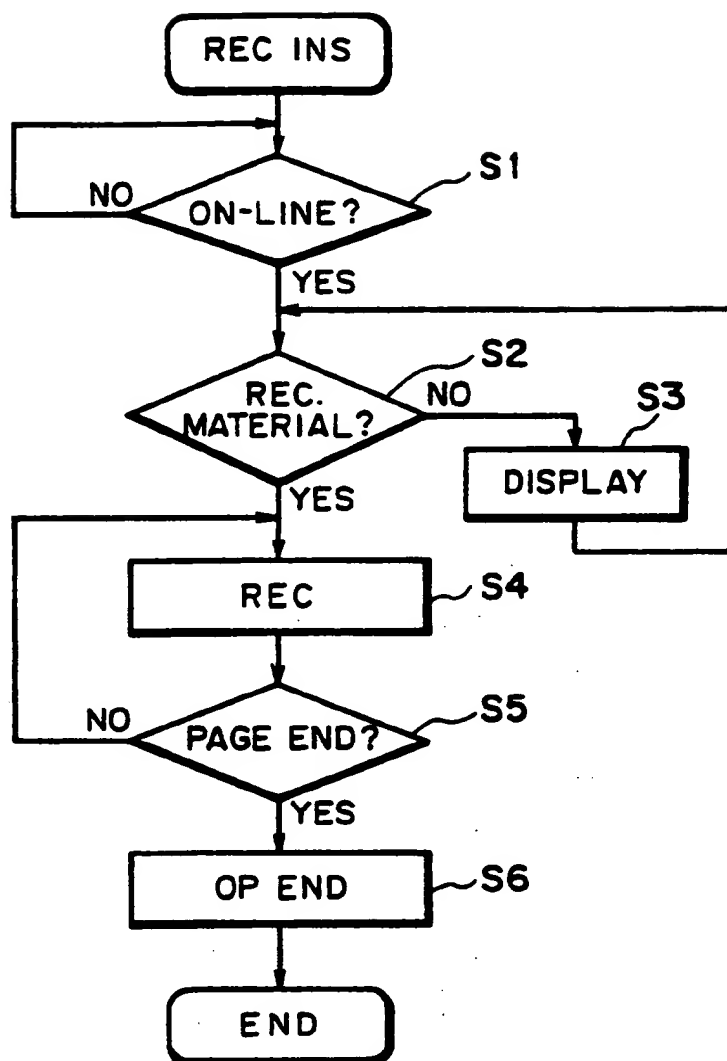 REC INS
S1
NO
ON-LINE?
YES
S2
REC.
MATERIAL?
NO
S3
DISPLAY
YES
REC
S4
S5
NO
PAGE END?
YES
OP END
S6
END